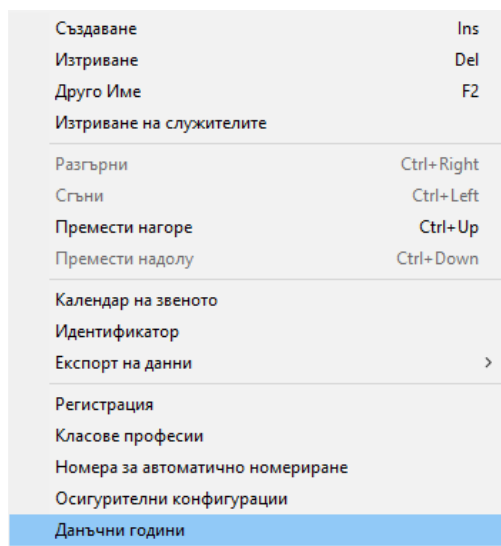 Създаване Ins
Изтриване Del
Друго Име F2
Изтриване на служителите
Разгърни Ctrl+Right
Сгъни Ctrl+Left
Премести нагоре Ctrl+Up
Премести надолу Ctrl+Down
Календар на звеното
Идентификатор
Експорт на данни
Регистрация
Класове професии
Номера за автоматично номериране
Осигурителни конфигурации
Данъчни години